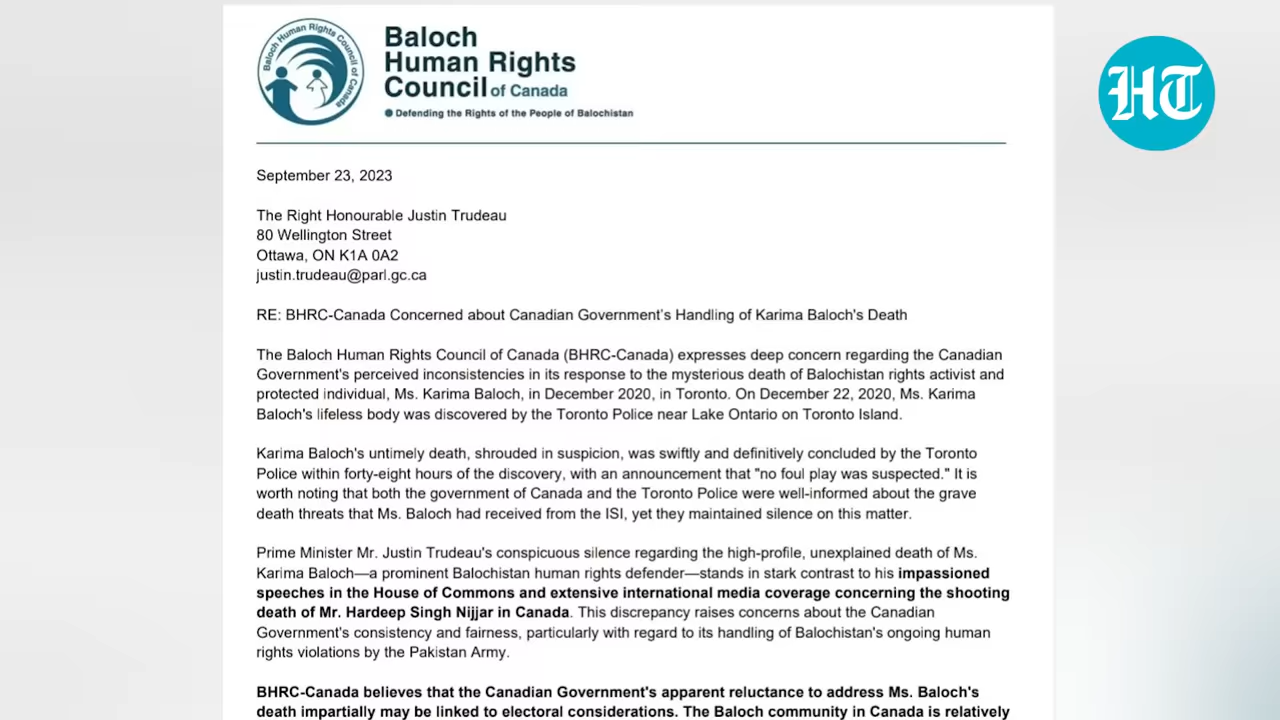 Baloch Human Rights Council of Canada
Baloch
Human Rights
Council of Canada
Defending the Rights of the People of Balochistan
HT
September 23, 2023
The Right Honourable Justin Trudeau
80 Wellington Street
Ottawa, ON K1A 0A2
justin.trudeau@parl.gc.ca
RE: BHRC-Canada Concerned about Canadian Government's Handling of Karima Baloch's Death
The Baloch Human Rights Council of Canada (BHRC-Canada) expresses deep concern regarding the Canadian
Government's perceived inconsistencies in its response to the mysterious death of Balochistan rights activist and
protected individual, Ms. Karima Baloch, in December 2020, in Toronto. On December 22, 2020, Ms. Karima
Baloch's lifeless body was discovered by the Toronto Police near Lake Ontario on Toronto Island.
Karima Baloch's untimely death, shrouded in suspicion, was swiftly and definitively concluded by the Toronto
Police within forty-eight hours of the discovery, with an announcement that "no foul play was suspected." It is
worth noting that both the government of Canada and the Toronto Police were well-informed about the grave
death threats that Ms. Baloch had received from the ISI, yet they maintained silence on this matter.
Prime Minister Mr. Justin Trudeau's conspicuous silence regarding the high-profile, unexplained death of Ms.
Karima Baloch—a prominent Balochistan human rights defender—stands in stark contrast to his impassioned
speeches in the House of Commons and extensive international media coverage concerning the shooting
death of Mr. Hardeep Singh Nijjar in Canada. This discrepancy raises concerns about the Canadian
Government's consistency and fairness, particularly with regard to its handling of Balochistan's ongoing human
rights violations by the Pakistan Army.
BHRC-Canada believes that the Canadian Government's apparent reluctance to address Ms. Baloch's
death impartially may be linked to electoral considerations. The Baloch community in Canada is relatively